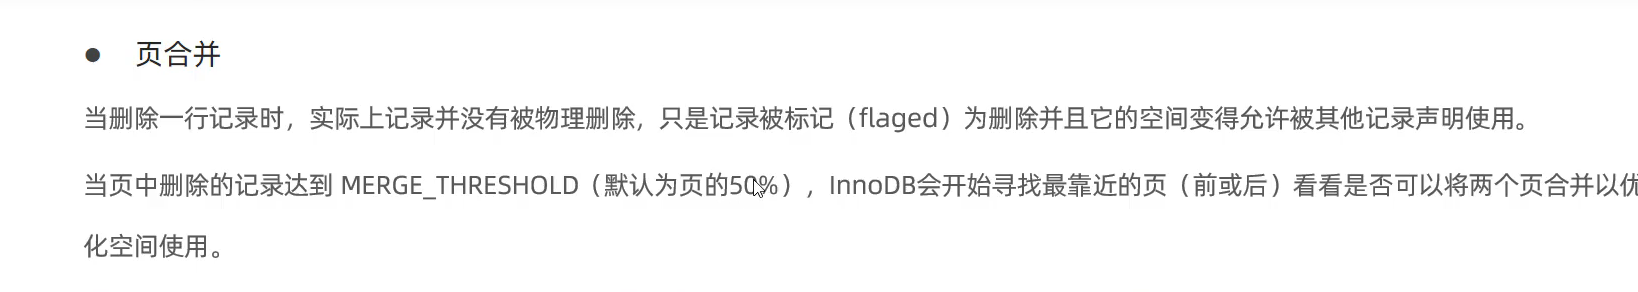 ● 页合并
当删除一行记录时，实际上记录并没有被物理删除，只是记录被标记（flaged）为删除并且它的空间变得允许被其他记录声明使用。
当页中删除的记录达到 MERGE_THRESHOLD（默认为页的50%），InnoDB会开始寻找最靠近的页（前或后）看看是否可以将两个页合并以优
化空间使用。